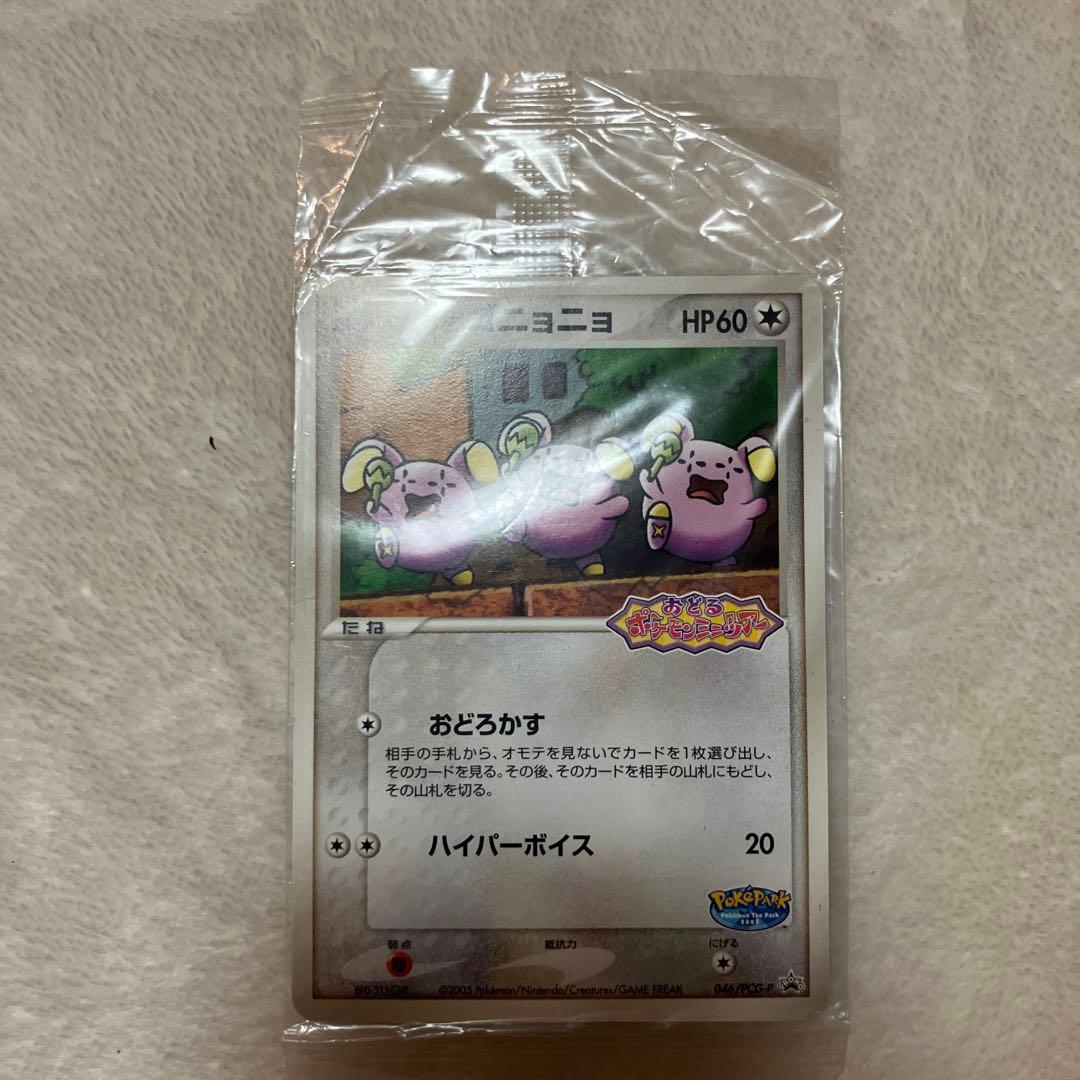 ニョニョ HP60
おどる
ポケモンミニツアー
たね
おどろかす
相手の手札から、オモテを見ないでカードを1枚選び出し、
そのカードを見る。その後、そのカードを相手の山札にもどし、
その山札を切る。
ハイパーボイス 20
POKéPARK
Pokémon The Park
2005
弱点 抵抗力 にげる
©2005 Pokémon/Nintendo/Creatures/GAME FREAK 046/PCG-P